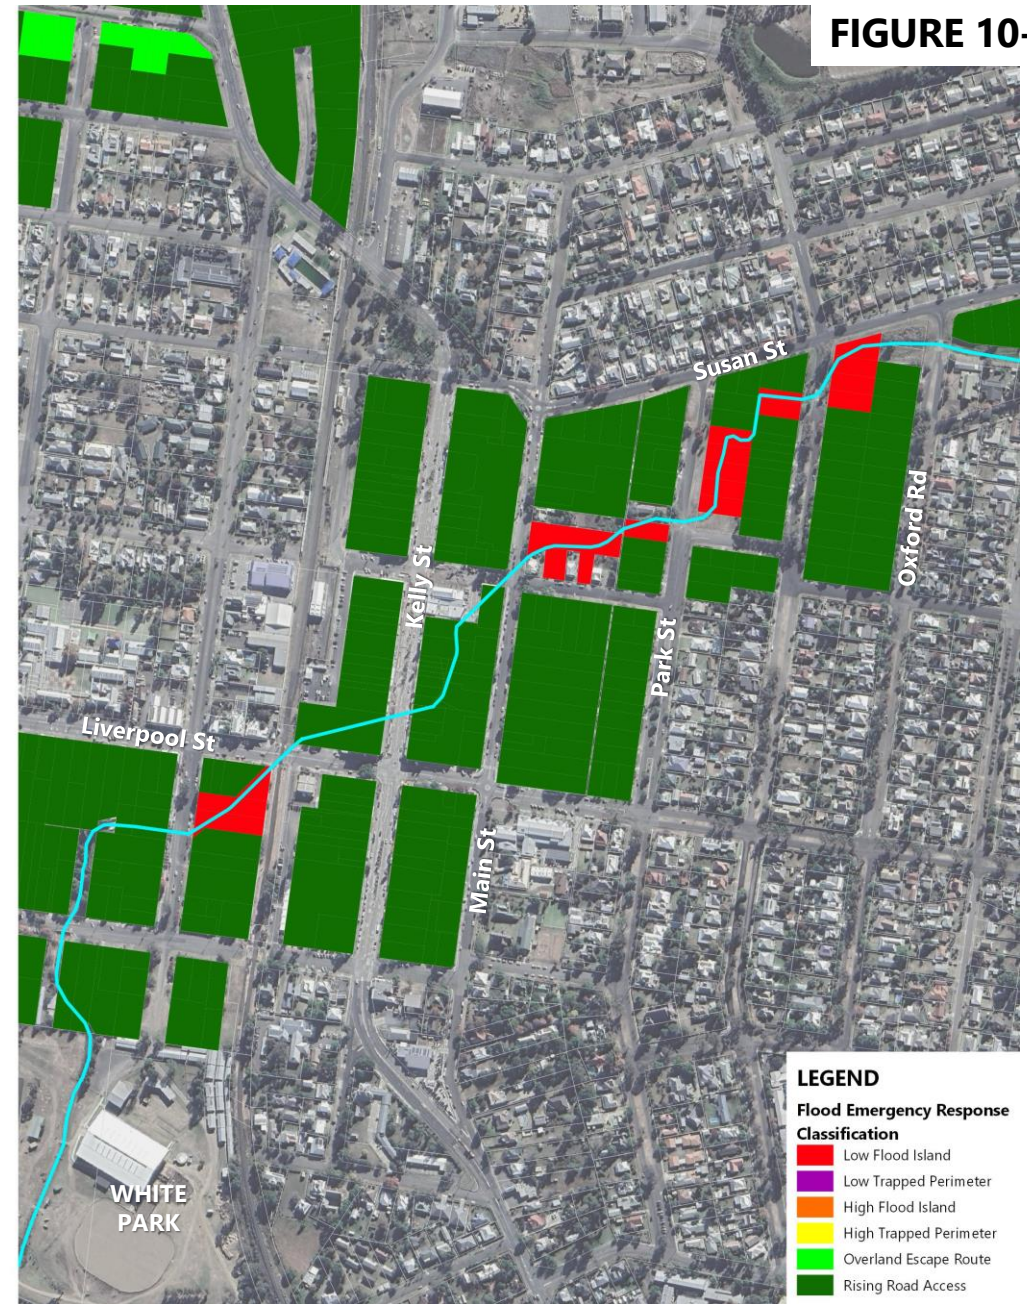 FIGURE 10-
Susan St
Oxford Rd
Kelly St
Park St
Liverpool St
Main St
WHITE
PARK
LEGEND
Flood Emergency Response
Classification
Low Flood Island
Low Trapped Perimeter
High Flood Island
High Trapped Perimeter
Overland Escape Route
Rising Road Access